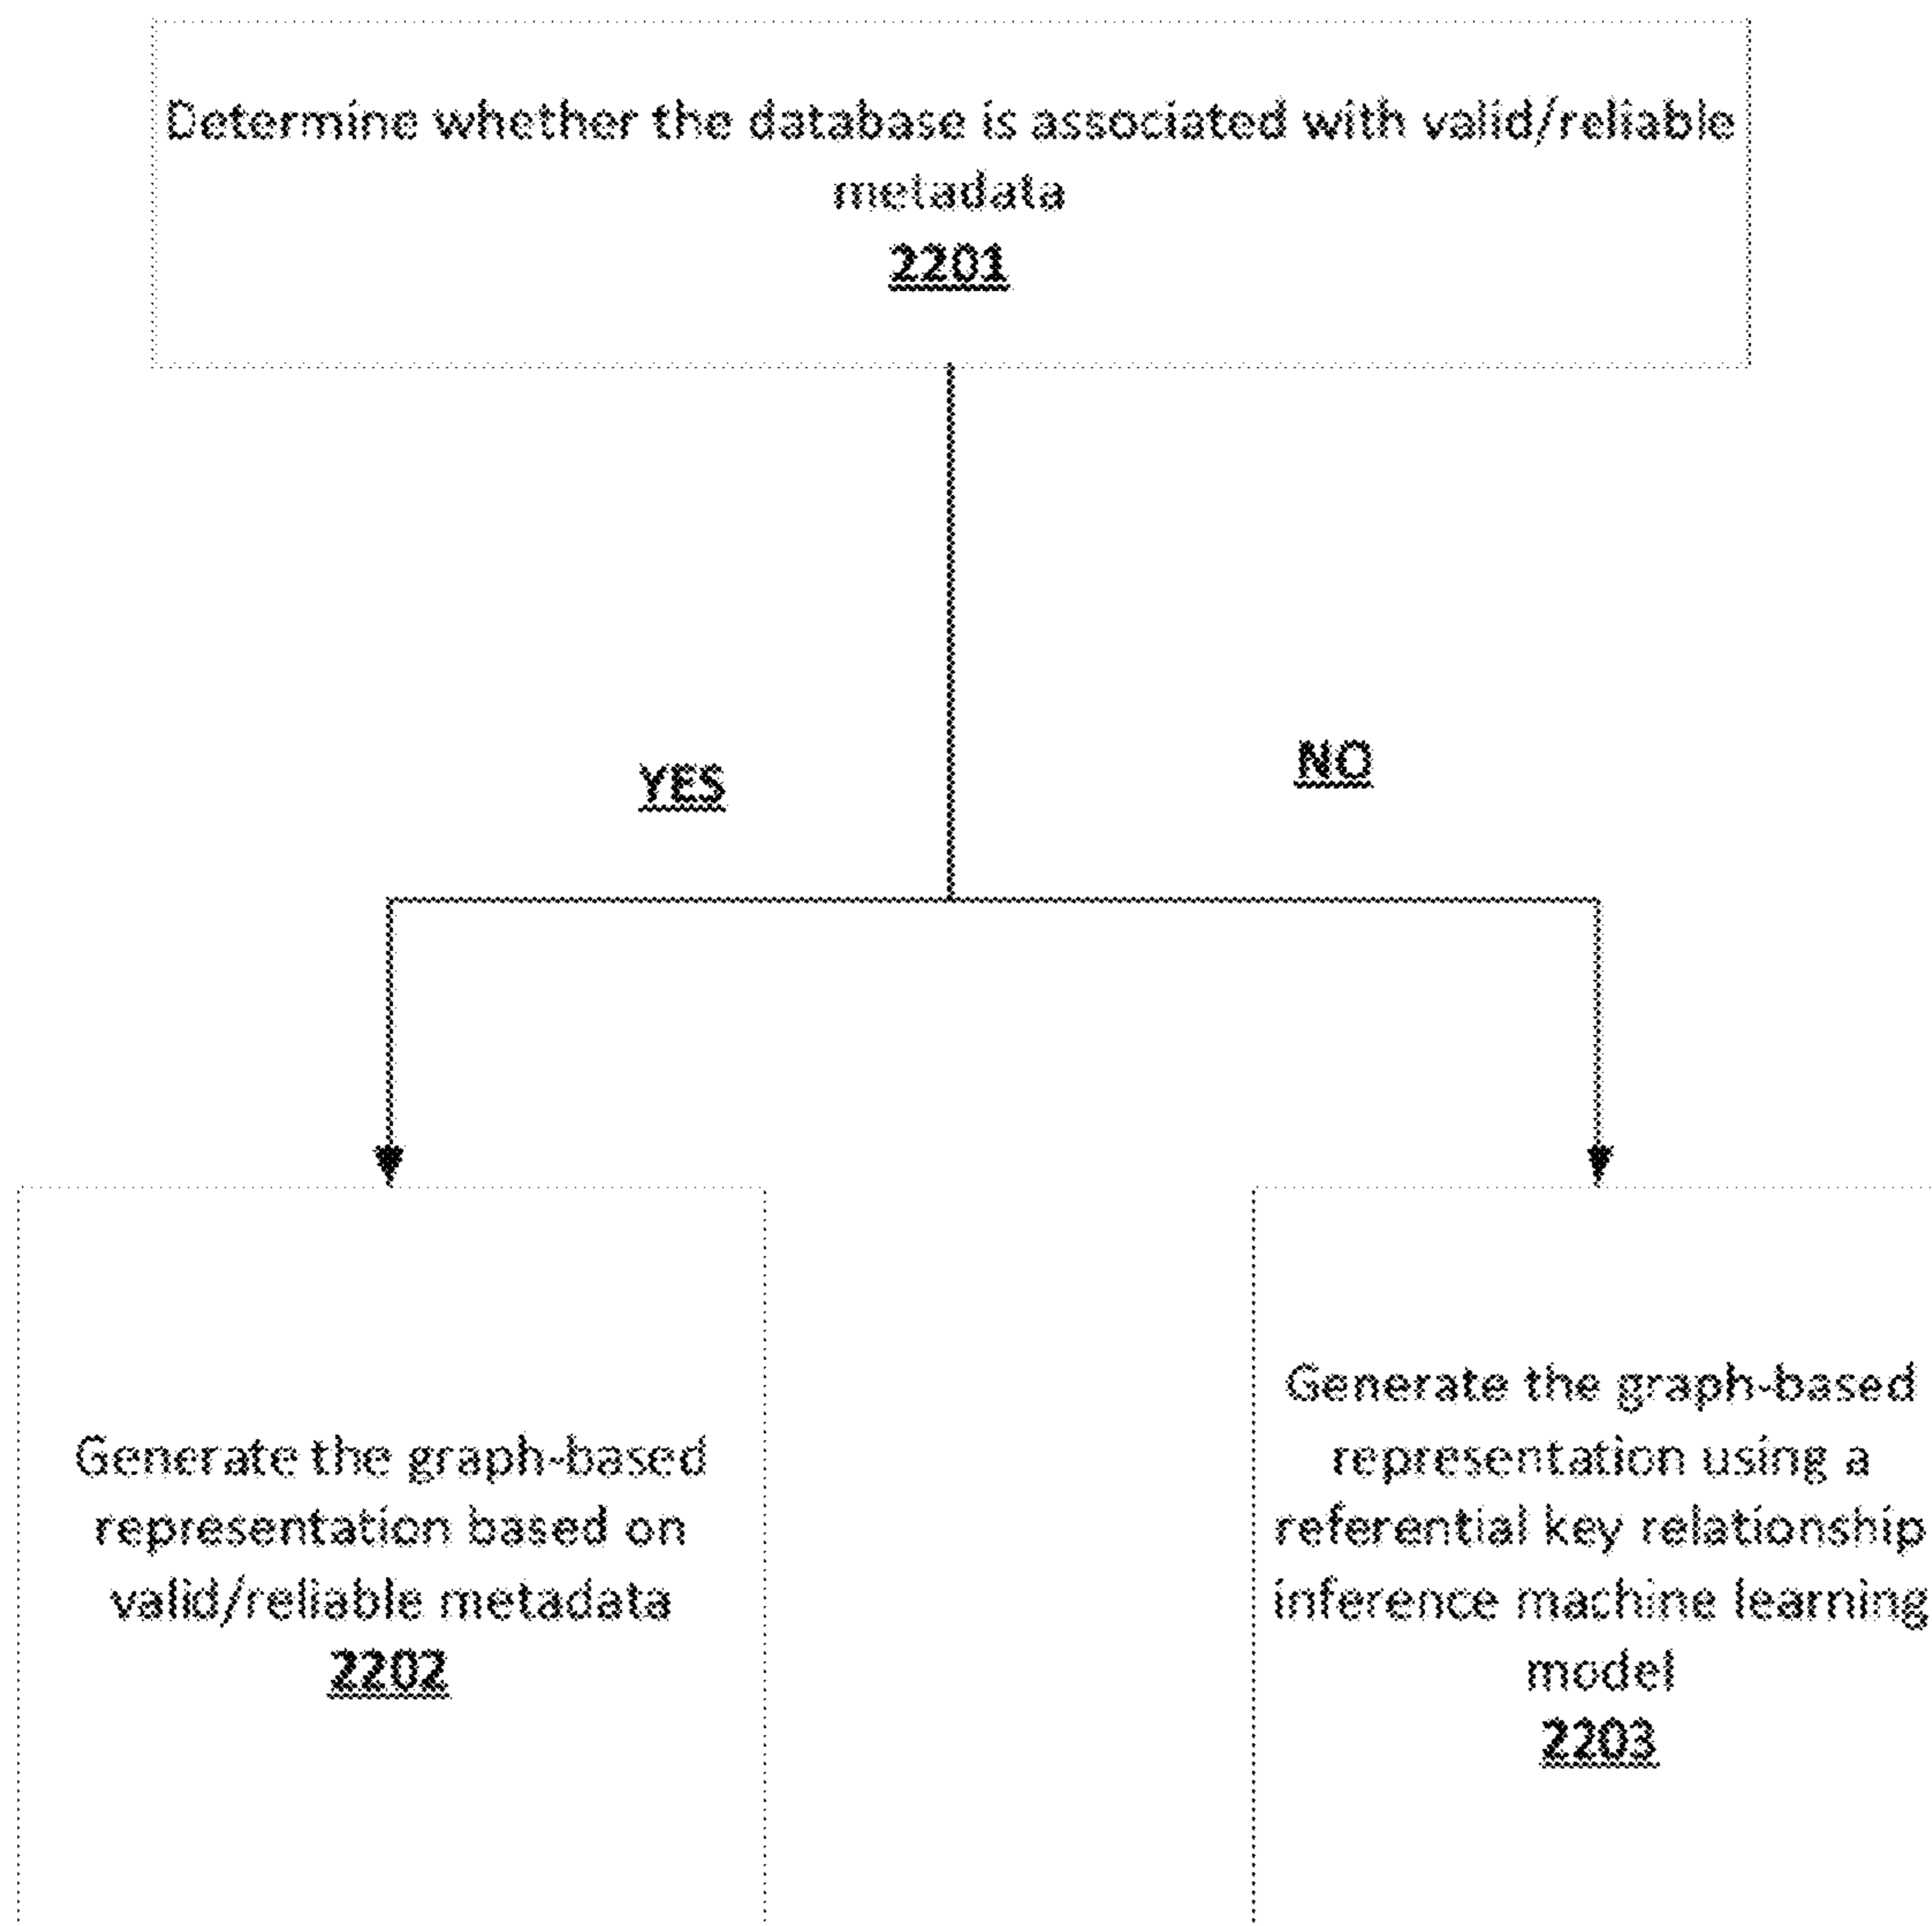 Determine whether the database is associated with valid/reliable
metadata
2201
YES
NO
Generate the graph-based
representation based on
valid/reliable metadata
2202
Generate the graph-based
representation using a
referential key relationship
inference machine learning
model
2203